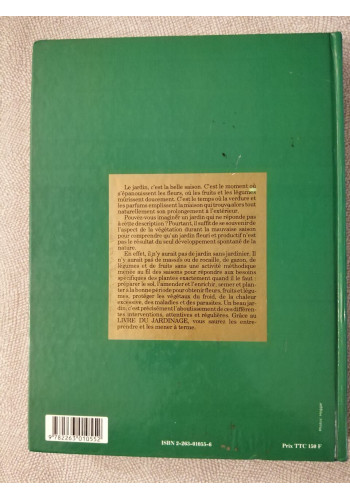 Le jardin, c'est la belle saison. C'est le moment où
s'épanouissent les fleurs, où les fruits et les légumes
mûrissent doucement. C'est le temps où la verdure et
les parfums emplissent la maison qui trouve alors tout
naturellement son prolongement à l'extérieur.
Pouvez-vous imaginer un jardin qui ne réponde pas
à cette description? Pourtant, il suffit de se souvenir de
l'aspect de la végétation durant la mauvaise saison
pour comprendre qu'un jardin fleuri et productif n'est
pas le résultat du seul développement spontané de la
nature.
En effet, il n'y aurait pas de jardin sans jardinier. Il
n'y aurait pas de massifs ou de rocaille, de gazon, de
légumes et de fruits sans une activité méthodique
menée au fil des saisons pour répondre aux besoins
spécifiques des plantes exactement quand il le faut:
préparer le sol, l'amender et l'enrichir, semer et plan-
ter à la bonne période pour obtenir fleurs, fruits et légu-
mes, protéger les végétaux du froid, de la chaleur
excessive, des maladies et des parasites. Un beau jar-
din, c'est précisément l'aboutissement de ces différen-
tes interventions, attentives et régulières. Grâce au
LIVRE DU JARDINAGE, vous saurez les entre-
prendre et les mener à terme.
9 782263 010552
ISBN 2-263-01055-6
Prix TTC 150 F